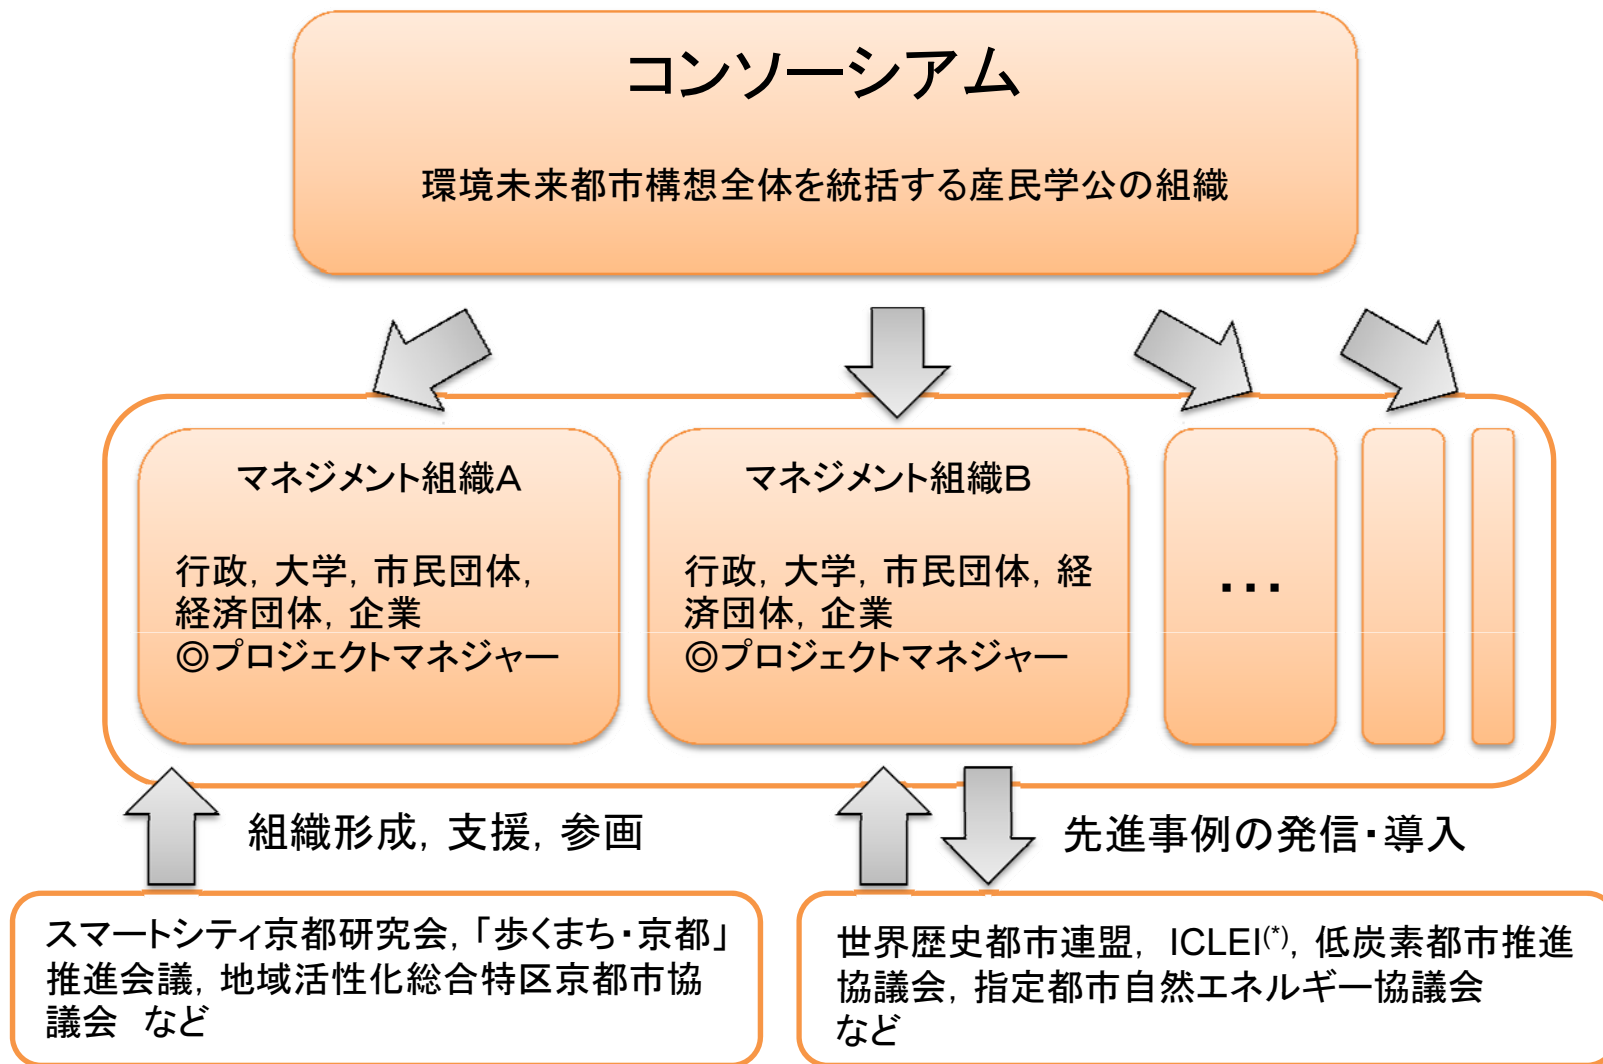 コンソーシアム
環境未来都市構想全体を統括する産民学公の組織
マネジメント組織A
行政, 大学, 市民団体,
経済団体, 企業
◎プロジェクトマネジャー
マネジメント組織B
行政, 大学, 市民団体, 経
済団体, 企業
◎プロジェクトマネジャー
・・・
組織形成, 支援, 参画
先進事例の発信・導入
スマートシティ京都研究会, 「歩くまち・京都」
推進会議, 地域活性化総合特区京都市協
議会　など
世界歴史都市連盟, ICLEI(*), 低炭素都市推進
協議会, 指定都市自然エネルギー協議会
など